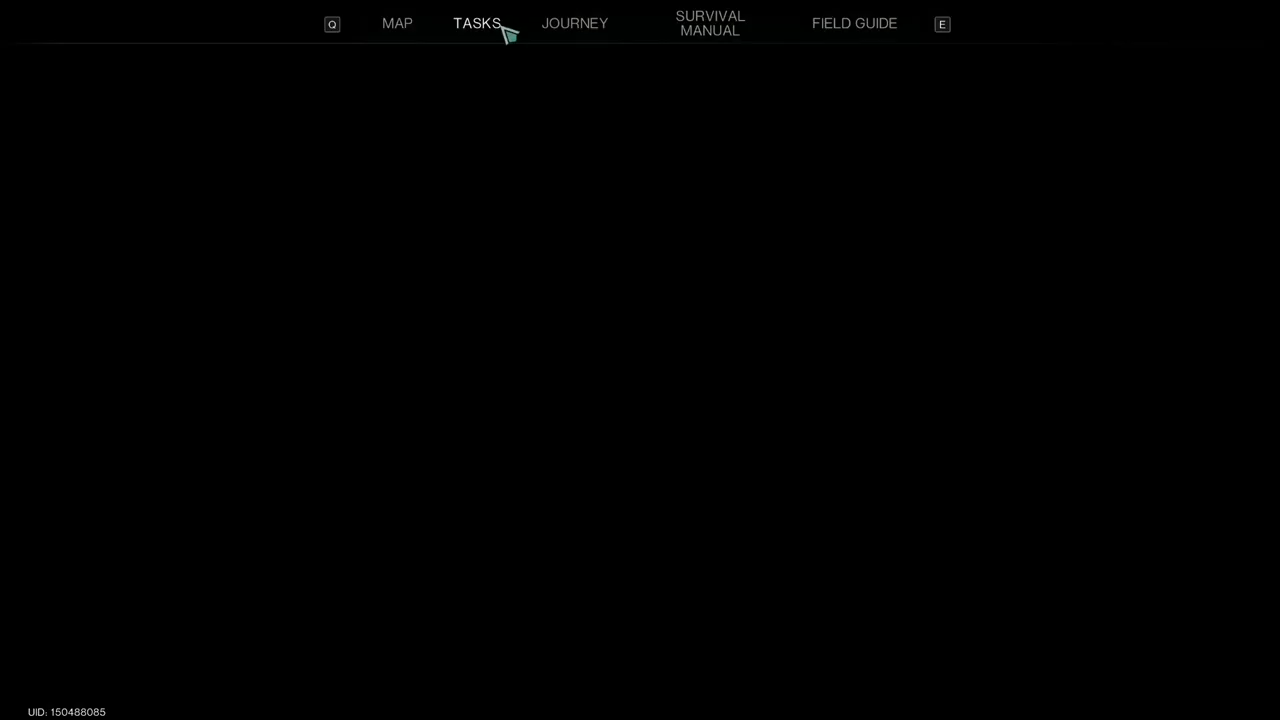 Q
MAP
TASKS
JOURNEY
SURVIVAL
MANUAL
FIELD GUIDE
E
UID: 150488085